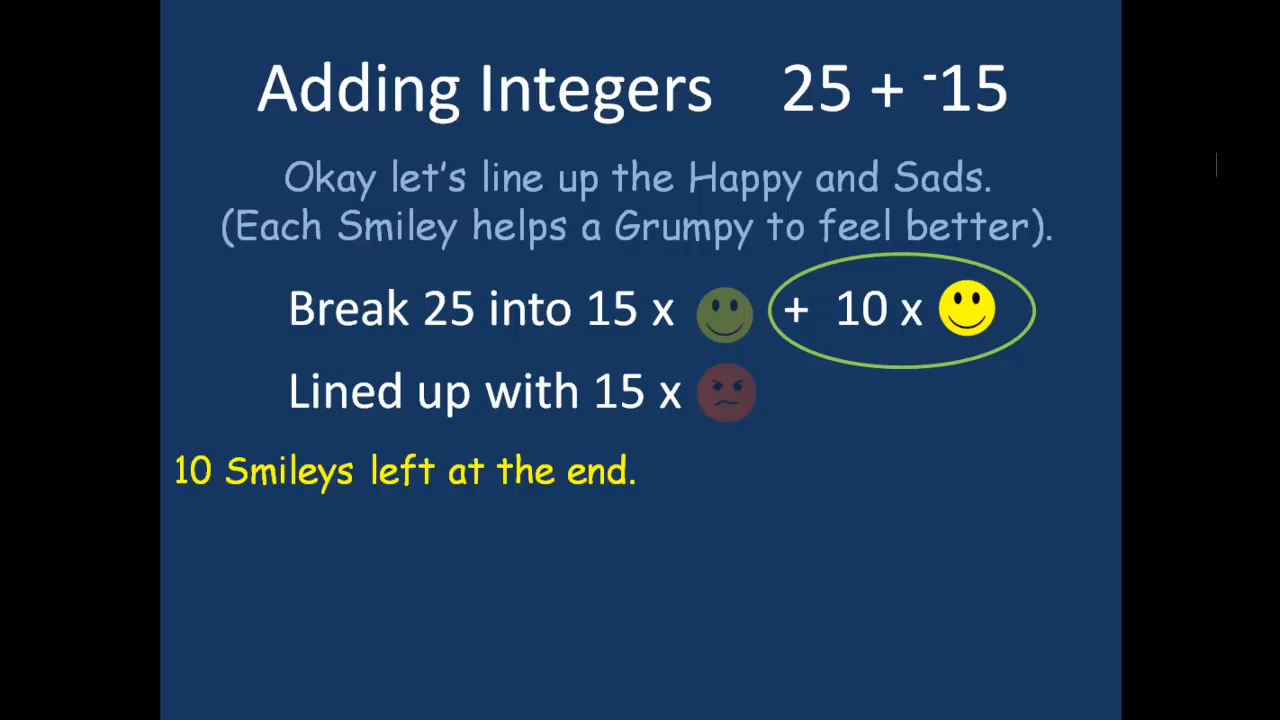 Adding Integers 25 + ⁻15
Okay let's line up the Happy and Sads.
(Each Smiley helps a Grumpy to feel better).
Break 25 into 15 x + 10 x
Lined up with 15 x
10 Smileys left at the end.